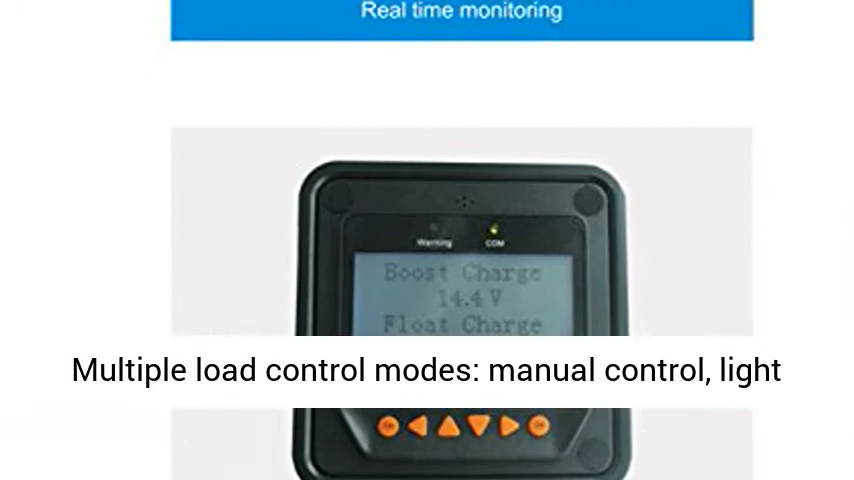 Real time monitoring
Warning
COM
Boost Charge
14.4 V
Float Charge
Multiple load control modes: manual control, light